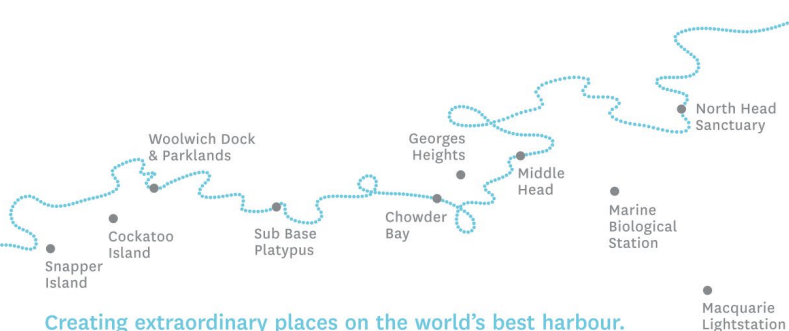 North Head
Sanctuary
Woolwich Dock
& Parklands
Georges
Heights
Middle
Head
Marine
Biological
Station
Chowder
Bay
Sub Base
Platypus
Cockatoo
Island
Snapper
Island
Macquarie
Lightstation
Creating extraordinary places on the world's best harbour.